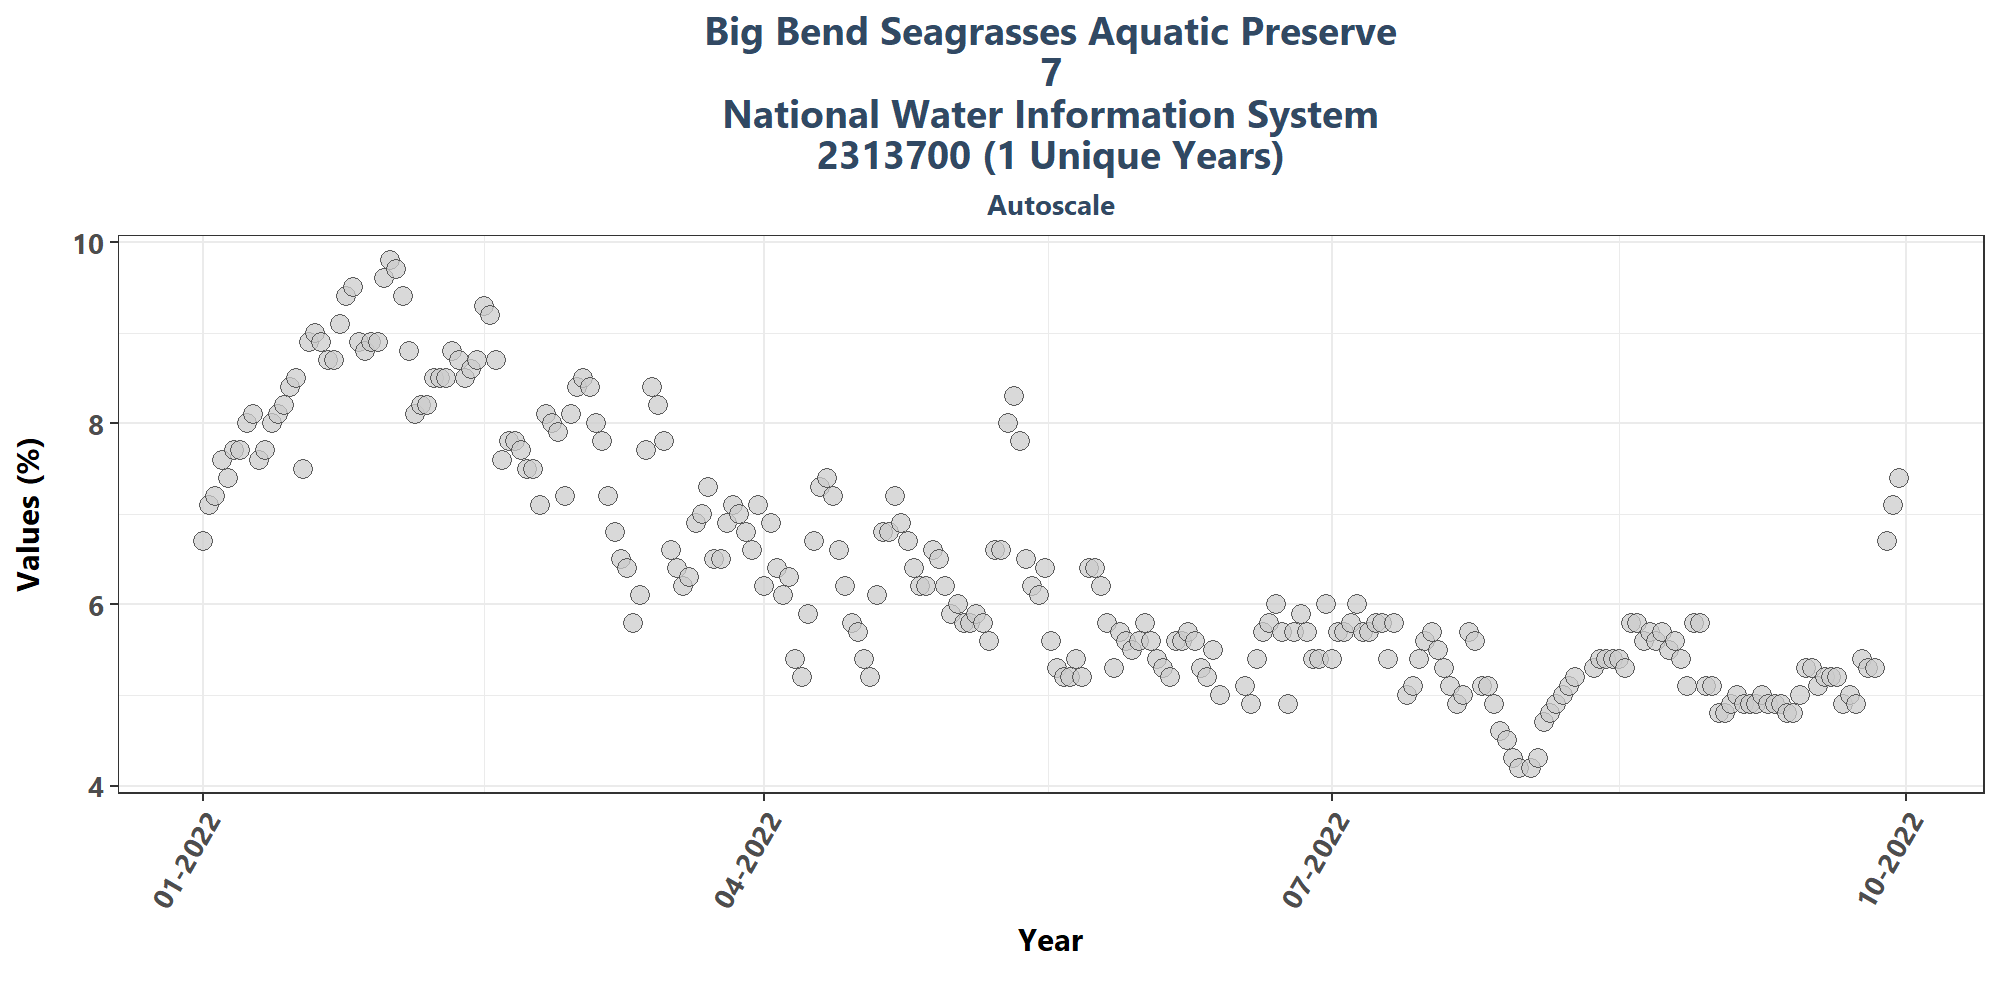 Big Bend Seagrasses Aquatic Preserve
7
National Water Information System
2313700 (1 Unique Years)
Autoscale
10
8
6
4
Values (%)
01-2022
04-2022
07-2022
10-2022
Year